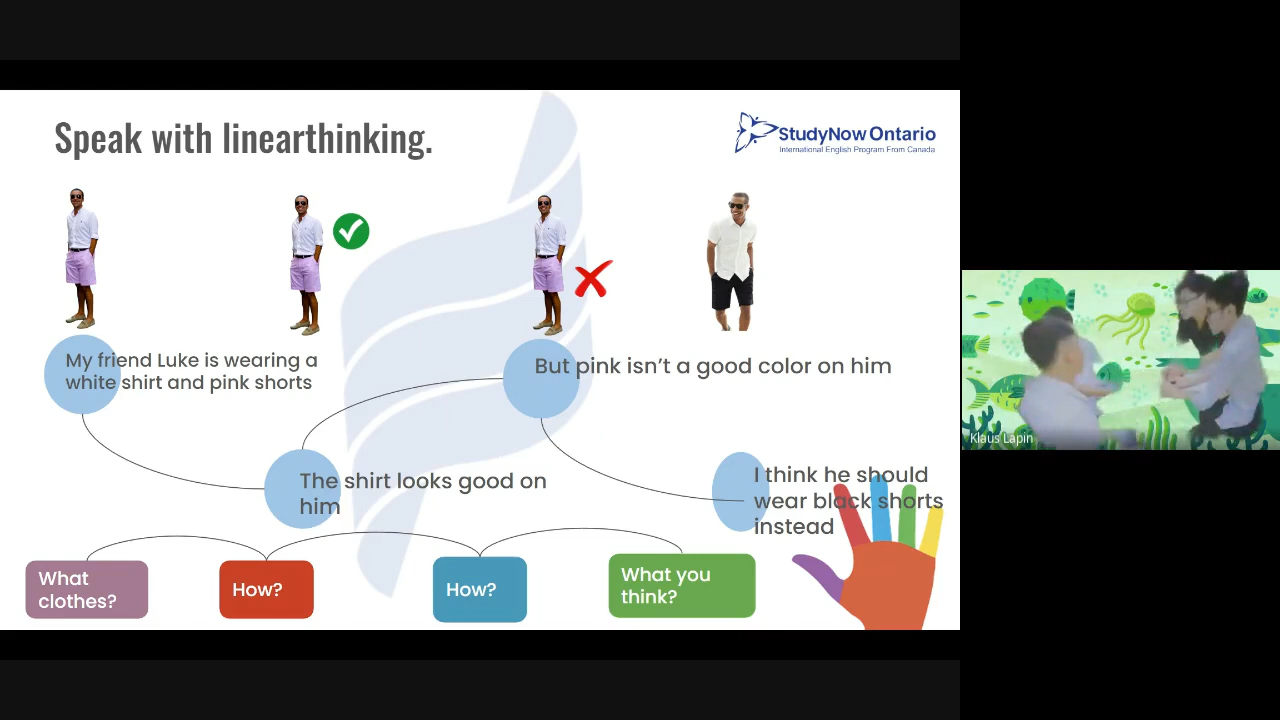 Speak with linearthinking.
StudyNow Ontario
International English Program From Canada
My friend Luke is wearing a
white shirt and pink shorts
But pink isn't a good color on him
The shirt looks good on
him
I think he should
wear black shorts
instead
What
clothes?
How?
How?
What you
think?
Klaus Lapin